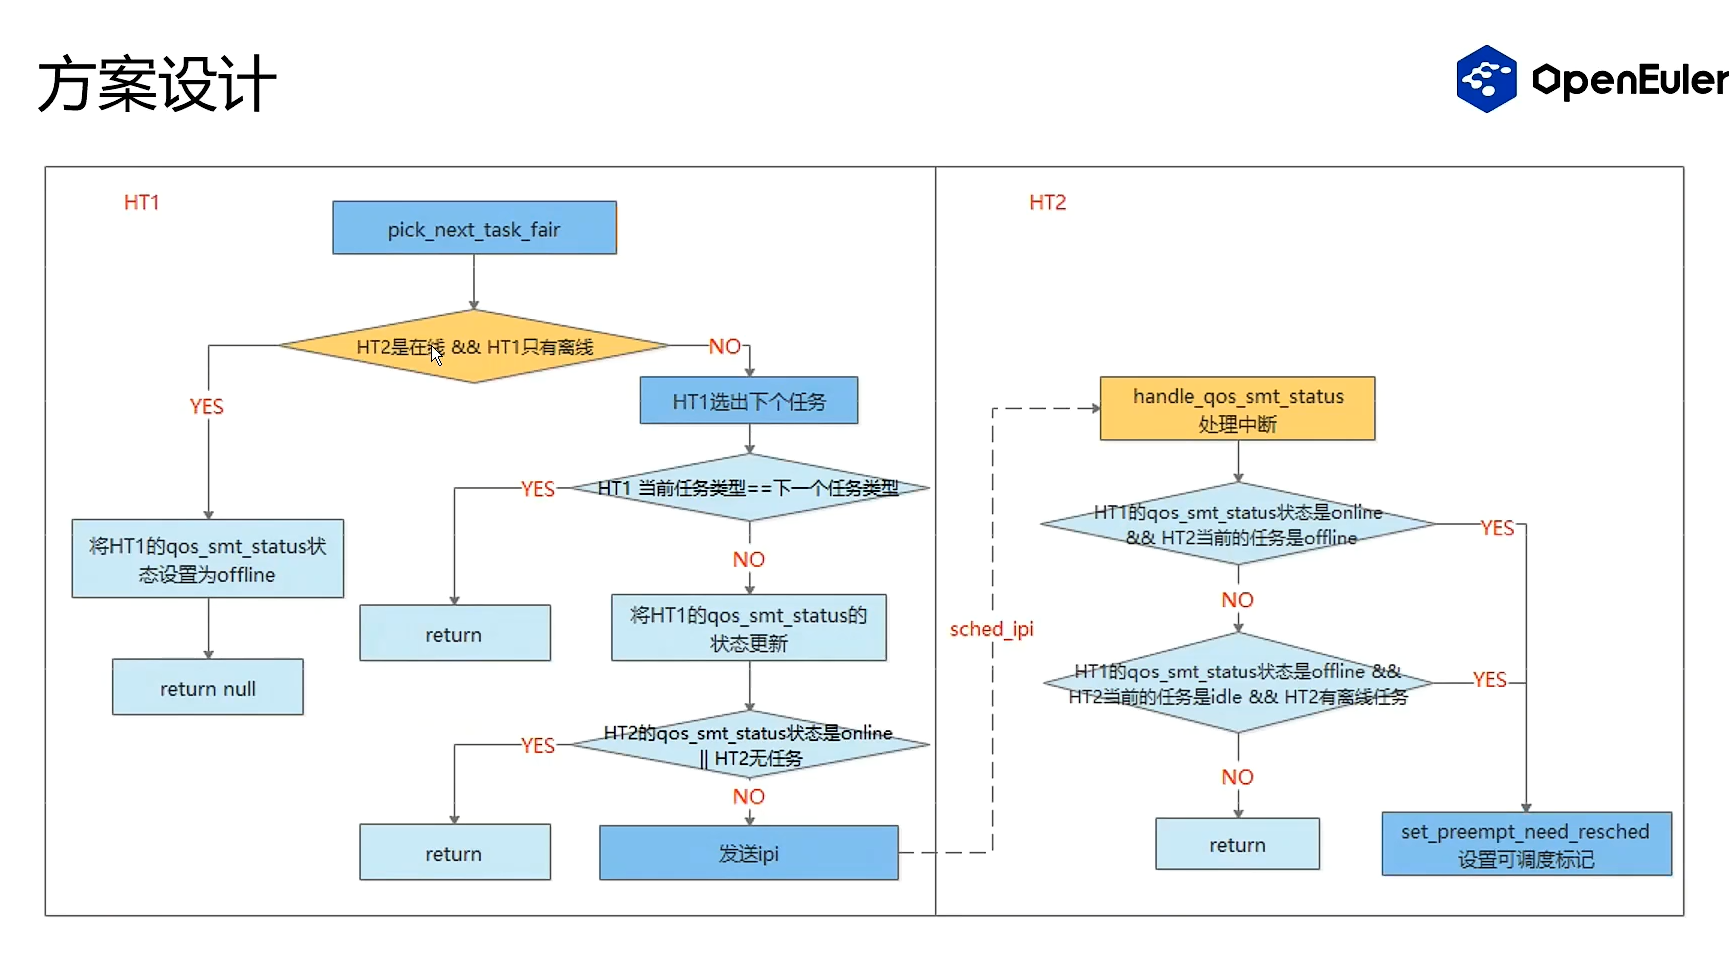 方案设计
OpenEuler
HT1
pick_next_task_fair
HT2是在线 && HT1只有离线
NO
YES
HT1选出下个任务
HT1 当前任务类型==下一个任务类型
YES
NO
将HT1的qos_smt_status状
态设置为offline
return null
return
将HT1的qos_smt_status的
状态更新
HT2的qos_smt_status状态是online
|| HT2无任务
YES
NO
return
发送ipi
sched_ipi
HT2
handle_qos_smt_status
处理中断
HT1的qos_smt_status状态是online
&& HT2当前的任务是offline
YES
NO
HT1的qos_smt_status状态是offline &&
HT2当前的任务是idle && HT2有离线任务
YES
NO
return
set_preempt_need_resched
设置可调度标记